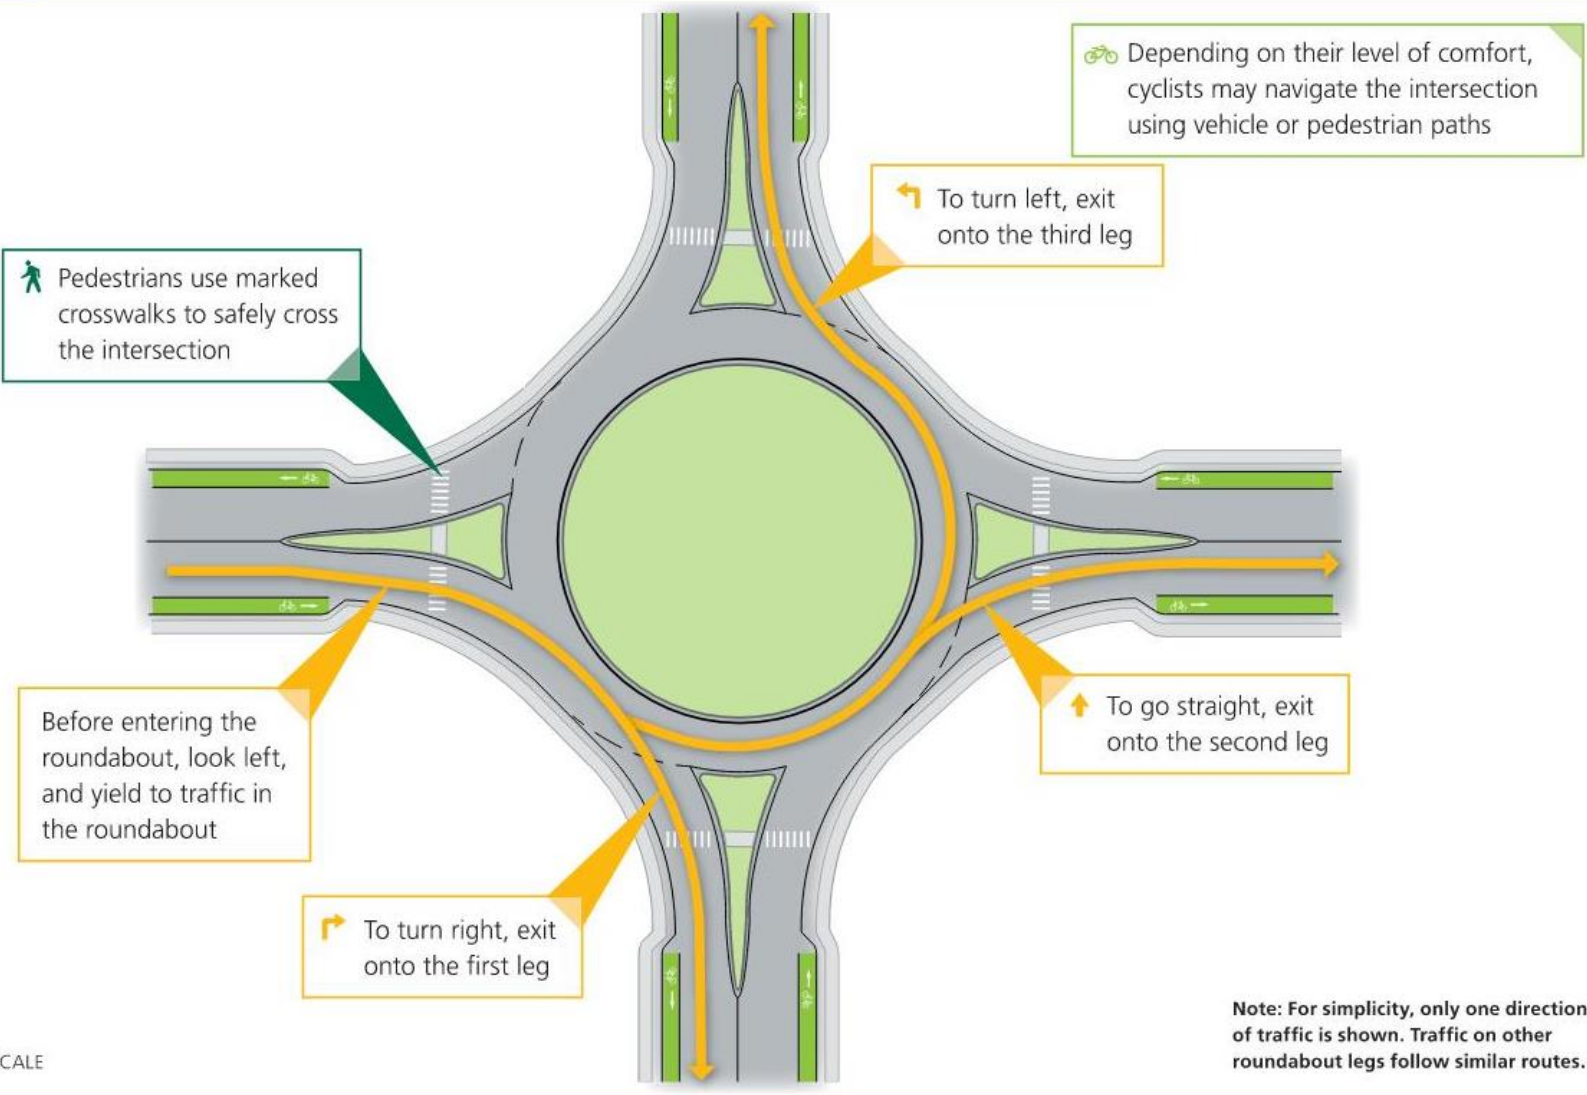 Depending on their level of comfort,
cyclists may navigate the intersection
using vehicle or pedestrian paths
To turn left, exit
onto the third leg
Pedestrians use marked
crosswalks to safely cross
the intersection
Before entering the
roundabout, look left,
and yield to traffic in
the roundabout
To go straight, exit
onto the second leg
To turn right, exit
onto the first leg
Note: For simplicity, only one direction
of traffic is shown. Traffic on other
roundabout legs follow similar routes.
CALE